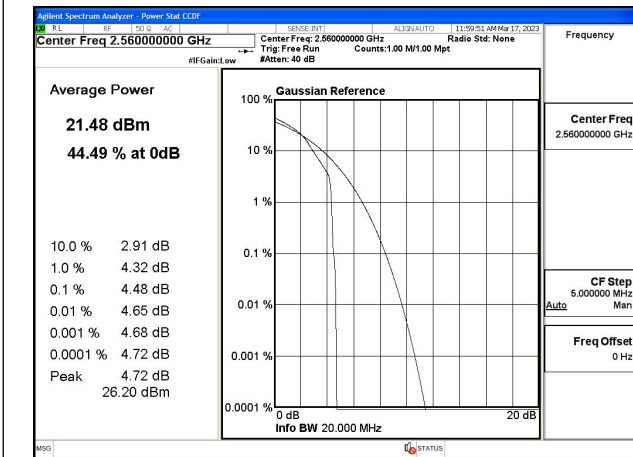 Agilent Spectrum Analyzer - Power Stat CCDF
RL RF 50 Ω AC SENSE:INT ALIGNAUTO 11:59:51 AM Mar 17, 2023
Center Freq 2.560000000 GHz
Center Freq: 2.560000000 GHz Radio Std: None
Trig: Free Run Counts:1.00 M/1.00 Mpt
#IFGain:Low #Atten: 40 dB
Frequency
Average Power
21.48 dBm
44.49 % at 0dB
10.0 % 2.91 dB
1.0 % 4.32 dB
0.1 % 4.48 dB
0.01 % 4.65 dB
0.001 % 4.68 dB
0.0001 % 4.72 dB
Peak 4.72 dB
26.20 dBm
Gaussian Reference
100 %
10 %
1 %
0.1 %
0.01 %
0.001 %
0.0001 %
0 dB 20 dB
Info BW 20.000 MHz
Center Freq
2.560000000 GHz
CF Step
5.000000 MHz
Auto Man
Freq Offset
0 Hz
MSG STATUS